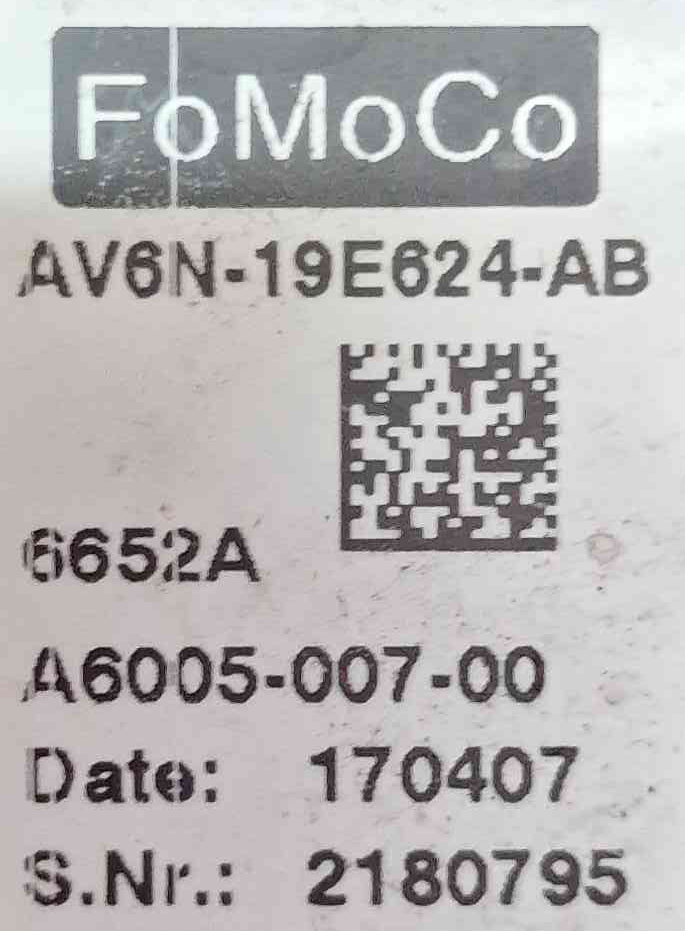 FoMoCo
AV6N-19E624-AB
6652A
A6005-007-00
Date: 170407
S.Nr.: 2180795